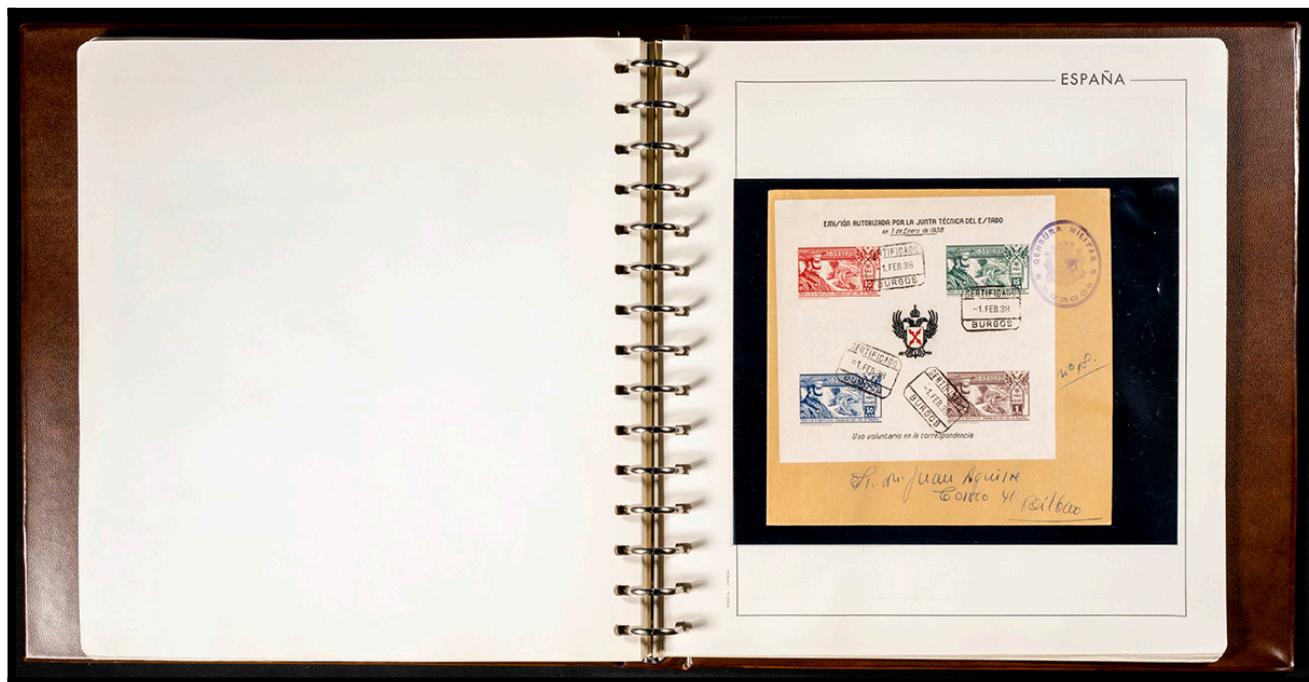 ESPAÑA
EMISIÓN AUTORIZADA POR LA JUNTA TÉCNICA DEL ESTADO
en 1 de Enero de 1938
CERTIFICADO
1.FEB.38
BURGOS
CERTIFICADO
-1.FEB.38
BURGOS
CENSURA MILITAR
BURGOS
CERTIFICADO
-1.FEB.38
BURGOS
CERTIFICADO
-1.FEB.38
BURGOS
Uso voluntario en la correspondencia
Juan Aguirre
41
Bilbao